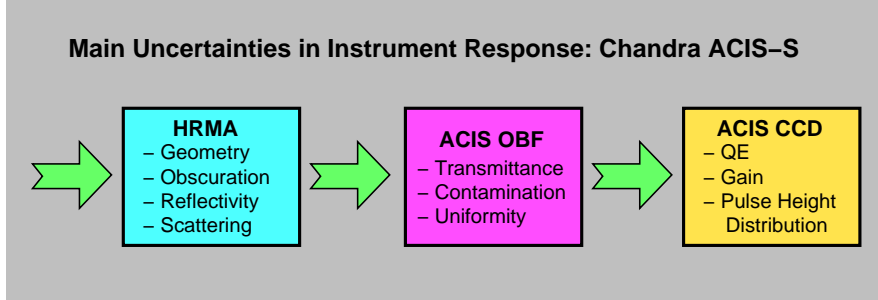 Main Uncertainties in Instrument Response: Chandra ACIS–S
HRMA
– Geometry
– Obscuration
– Reflectivity
– Scattering
ACIS OBF
– Transmittance
– Contamination
– Uniformity
ACIS CCD
– QE
– Gain
– Pulse Height
Distribution